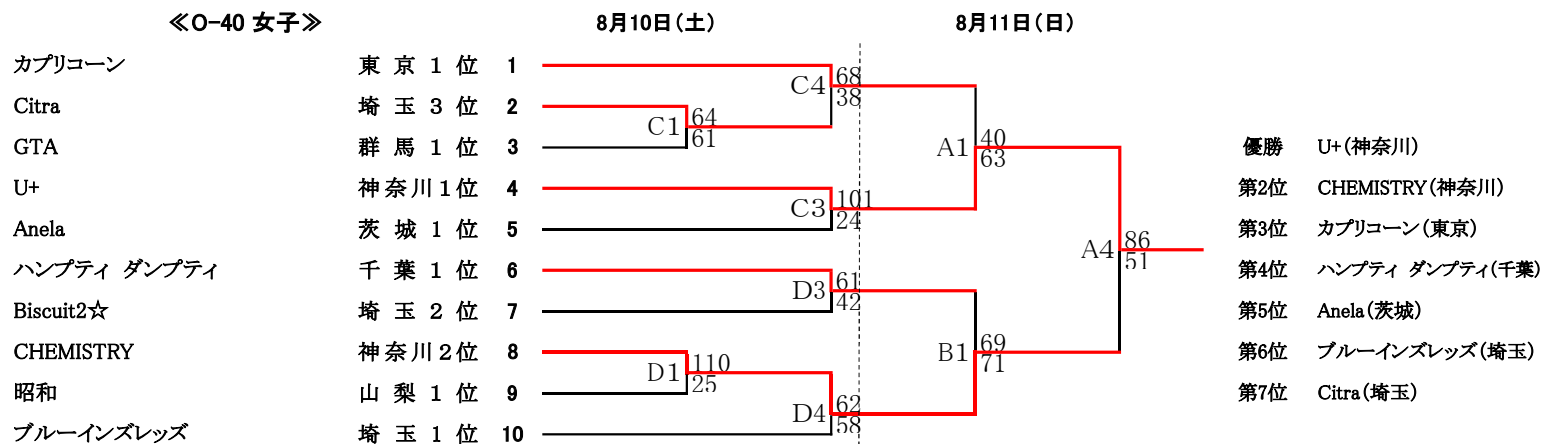 ≪O-40 女子≫ 8月10日（土） 8月11日（日）
カプリコーン 東京1位 1
C4 68
38
Citra 埼玉3位 2
C1 64
61
GTA 群馬1位 3
A1 40
63
優勝 U+（神奈川）
U+ 神奈川1位 4
第2位 CHEMISTRY（神奈川）
C3 101
24
Anela 茨城1位 5
第3位 カプリコーン（東京）
A4 86
51
ハンプティ ダンプティ 千葉1位 6
第4位 ハンプティ ダンプティ(千葉)
D3 61
42
Biscuit2☆ 埼玉2位 7
第5位 Anela（茨城）
B1 69
71
CHEMISTRY 神奈川2位 8
第6位 ブルーインズレッズ（埼玉）
D1 110
25
昭和 山梨1位 9
第7位 Citra（埼玉）
D4 62
58
ブルーインズレッズ 埼玉1位 10